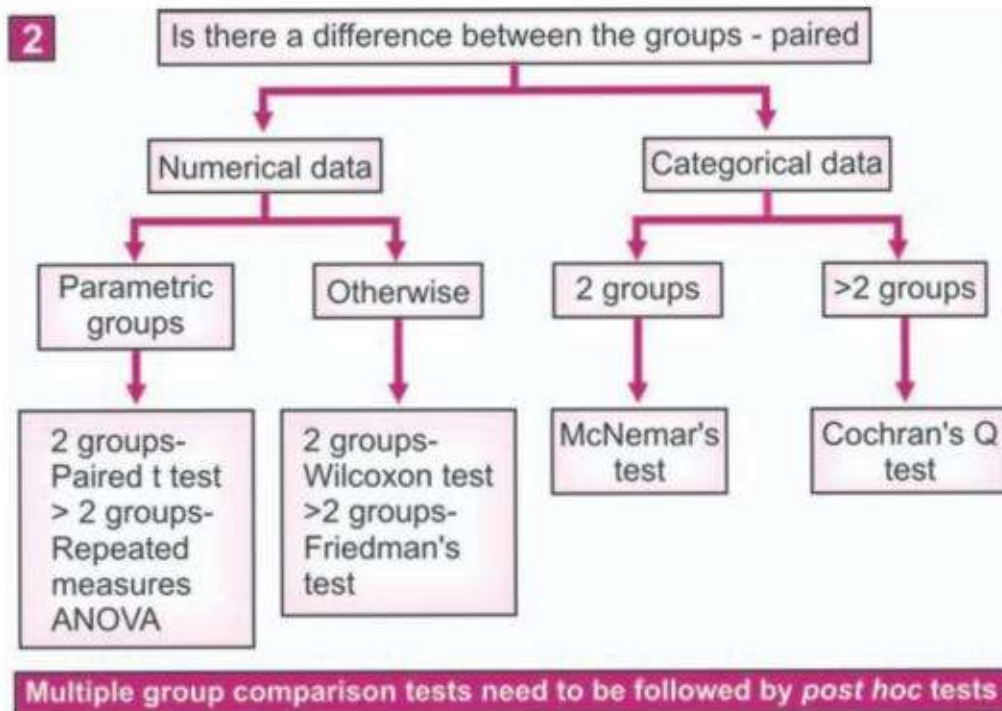 2
Is there a difference between the groups - paired
Numerical data
Categorical data
Parametric
groups
Otherwise
2 groups
>2 groups
2 groups-
Paired t test
> 2 groups-
Repeated
measures
ANOVA
2 groups-
Wilcoxon test
>2 groups-
Friedman's
test
McNemar's
test
Cochran's Q
test
Multiple group comparison tests need to be followed by post hoc tests